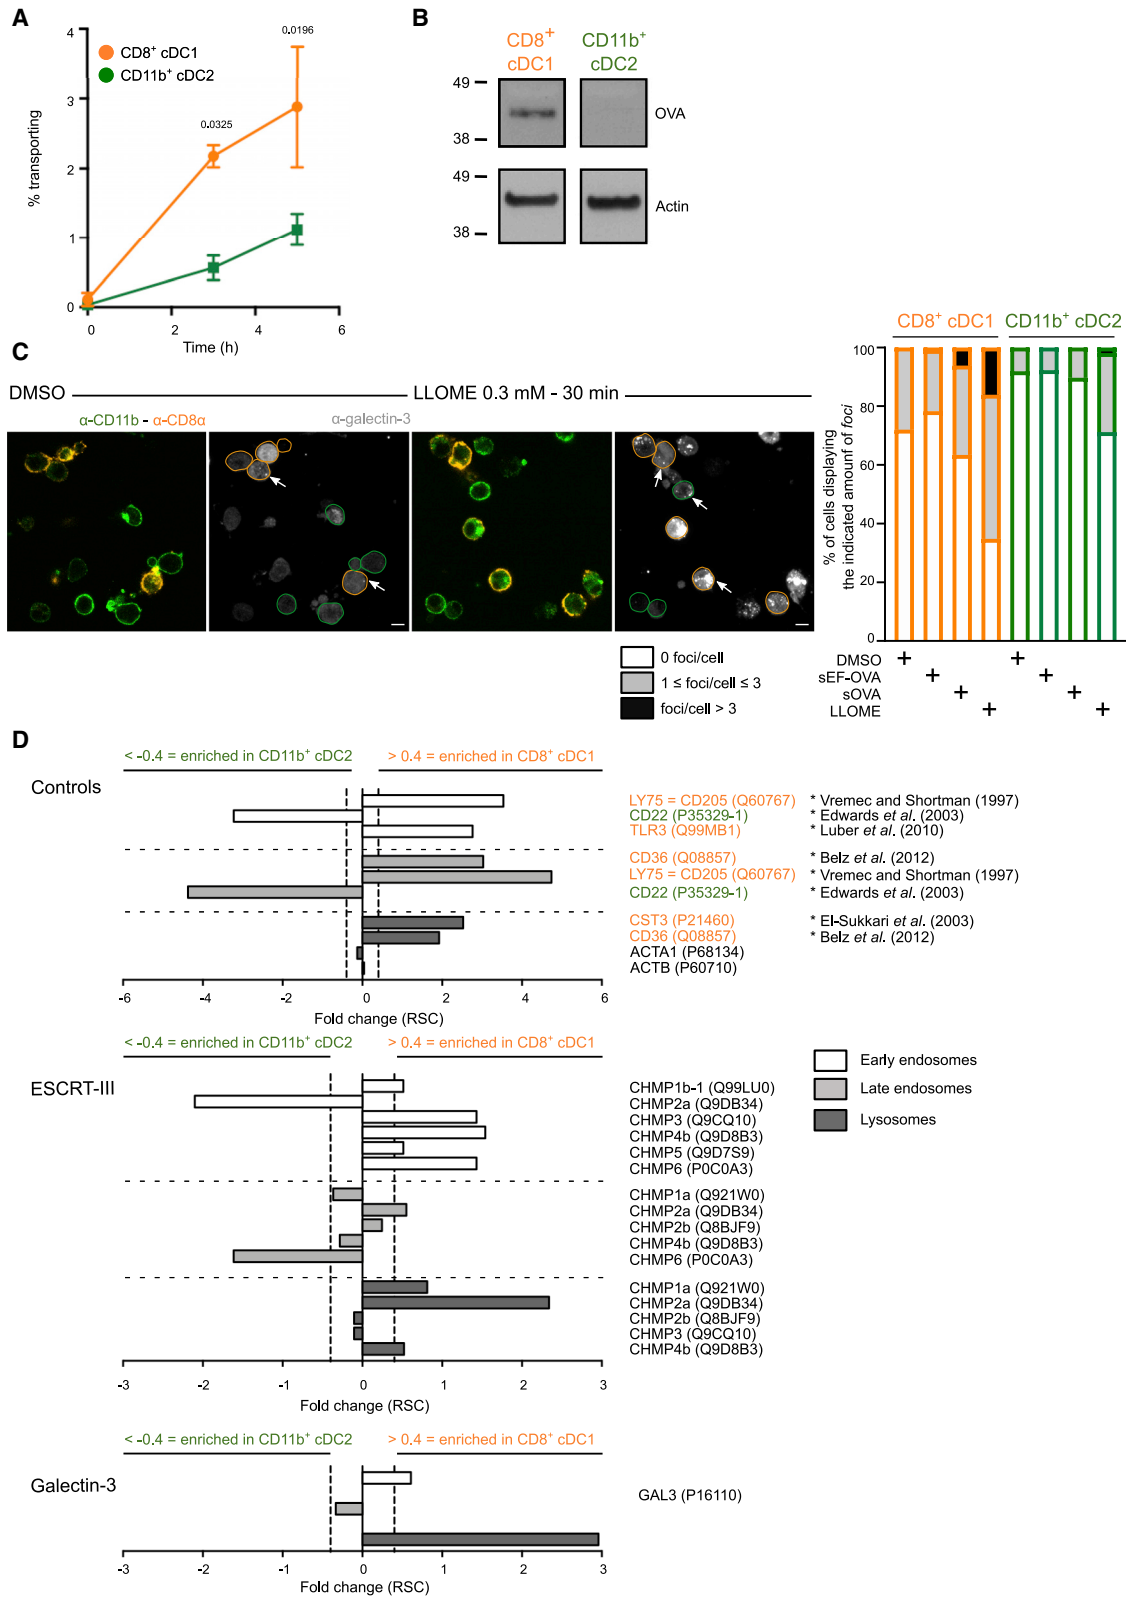 A
4
3
2
1
0
% transporting
CD8+ cDC1
CD11b+ cDC2
0.0325
0.0196
0 2 4 6
Time (h)
B
CD8+ cDC1
CD11b+ cDC2
49
38
OVA
49
38
Actin
C
DMSO
LLOME 0.3 mM - 30 min
α-CD11b - α-CD8α
α-galectin-3
0 foci/cell
1 ≤ foci/cell ≤ 3
foci/cell > 3
CD8+ cDC1 CD11b+ cDC2
% of cells displaying
the indicated amount of foci
100
80
60
40
20
0
DMSO + +
sEF-OVA + +
sOVA + +
LLOME + +
D
< -0.4 = enriched in CD11b+ cDC2
> 0.4 = enriched in CD8+ cDC1
Controls
LY75 = CD205 (Q60767) * Vremec and Shortman (1997)
CD22 (P35329-1) * Edwards et al. (2003)
TLR3 (Q99MB1) * Luber et al. (2010)
CD36 (Q08857) * Belz et al. (2012)
LY75 = CD205 (Q60767) * Vremec and Shortman (1997)
CD22 (P35329-1) * Edwards et al. (2003)
CST3 (P21460) * El-Sukkari et al. (2003)
CD36 (Q08857) * Belz et al. (2012)
ACTA1 (P68134)
ACTB (P60710)
-6 -4 -2 0 2 4 6
Fold change (RSC)
< -0.4 = enriched in CD11b+ cDC2
> 0.4 = enriched in CD8+ cDC1
ESCRT-III
CHMP1b-1 (Q99LU0)
CHMP2a (Q9DB34)
CHMP3 (Q9CQ10)
CHMP4b (Q9D8B3)
CHMP5 (Q9D7S9)
CHMP6 (P0C0A3)
CHMP1a (Q921W0)
CHMP2a (Q9DB34)
CHMP2b (Q8BJF9)
CHMP4b (Q9D8B3)
CHMP6 (P0C0A3)
CHMP1a (Q921W0)
CHMP2a (Q9DB34)
CHMP2b (Q8BJF9)
CHMP3 (Q9CQ10)
CHMP4b (Q9D8B3)
Early endosomes
Late endosomes
Lysosomes
-3 -2 -1 0 1 2 3
Fold change (RSC)
< -0.4 = enriched in CD11b+ cDC2
> 0.4 = enriched in CD8+ cDC1
Galectin-3
GAL3 (P16110)
-3 -2 -1 0 1 2 3
Fold change (RSC)